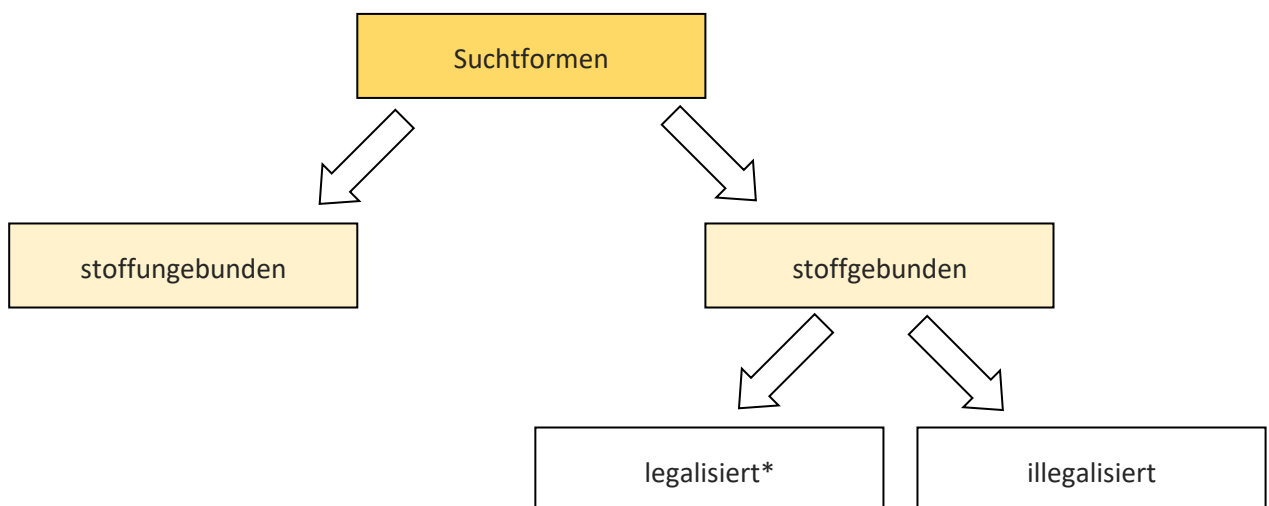 Suchtformen
stoffungebunden
stoffgebunden
legalisiert*
illegalisiert